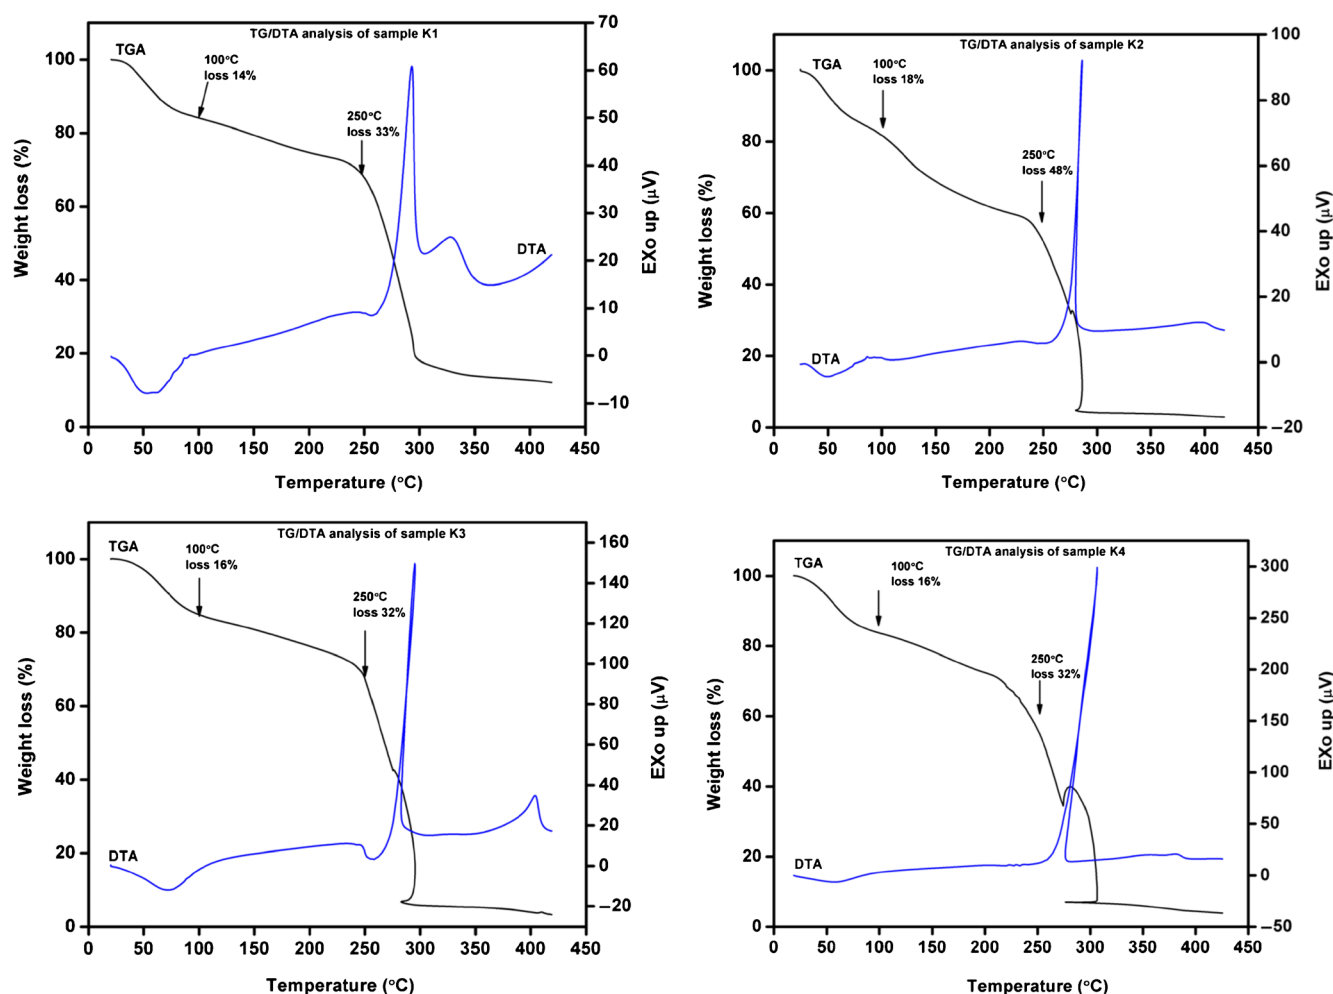 TG/DTA analysis of sample K1
TGA
100°C
loss 14%
250°C
loss 33%
DTA
Weight loss (%)
100
80
60
40
20
0
EXo up (μV)
70
60
50
40
30
20
10
0
–10
0 50 100 150 200 250 300 350 400 450
Temperature (°C)
TG/DTA analysis of sample K2
TGA
100°C
loss 18%
250°C
loss 48%
DTA
Weight loss (%)
100
80
60
40
20
0
EXo up (μV)
100
80
60
40
20
0
–20
0 50 100 150 200 250 300 350 400 450
Temperature (°C)
TG/DTA analysis of sample K3
TGA
100°C
loss 16%
250°C
loss 32%
DTA
Weight loss (%)
100
80
60
40
20
0
EXo up (μV)
160
140
120
100
80
60
40
20
0
–20
0 50 100 150 200 250 300 350 400 450
Temperature (°C)
TG/DTA analysis of sample K4
TGA
100°C
loss 16%
250°C
loss 32%
DTA
Weight loss (%)
100
80
60
40
20
0
EXo up (μV)
300
250
200
150
100
50
0
–50
0 50 100 150 200 250 300 350 400 450
Temperature (°C)